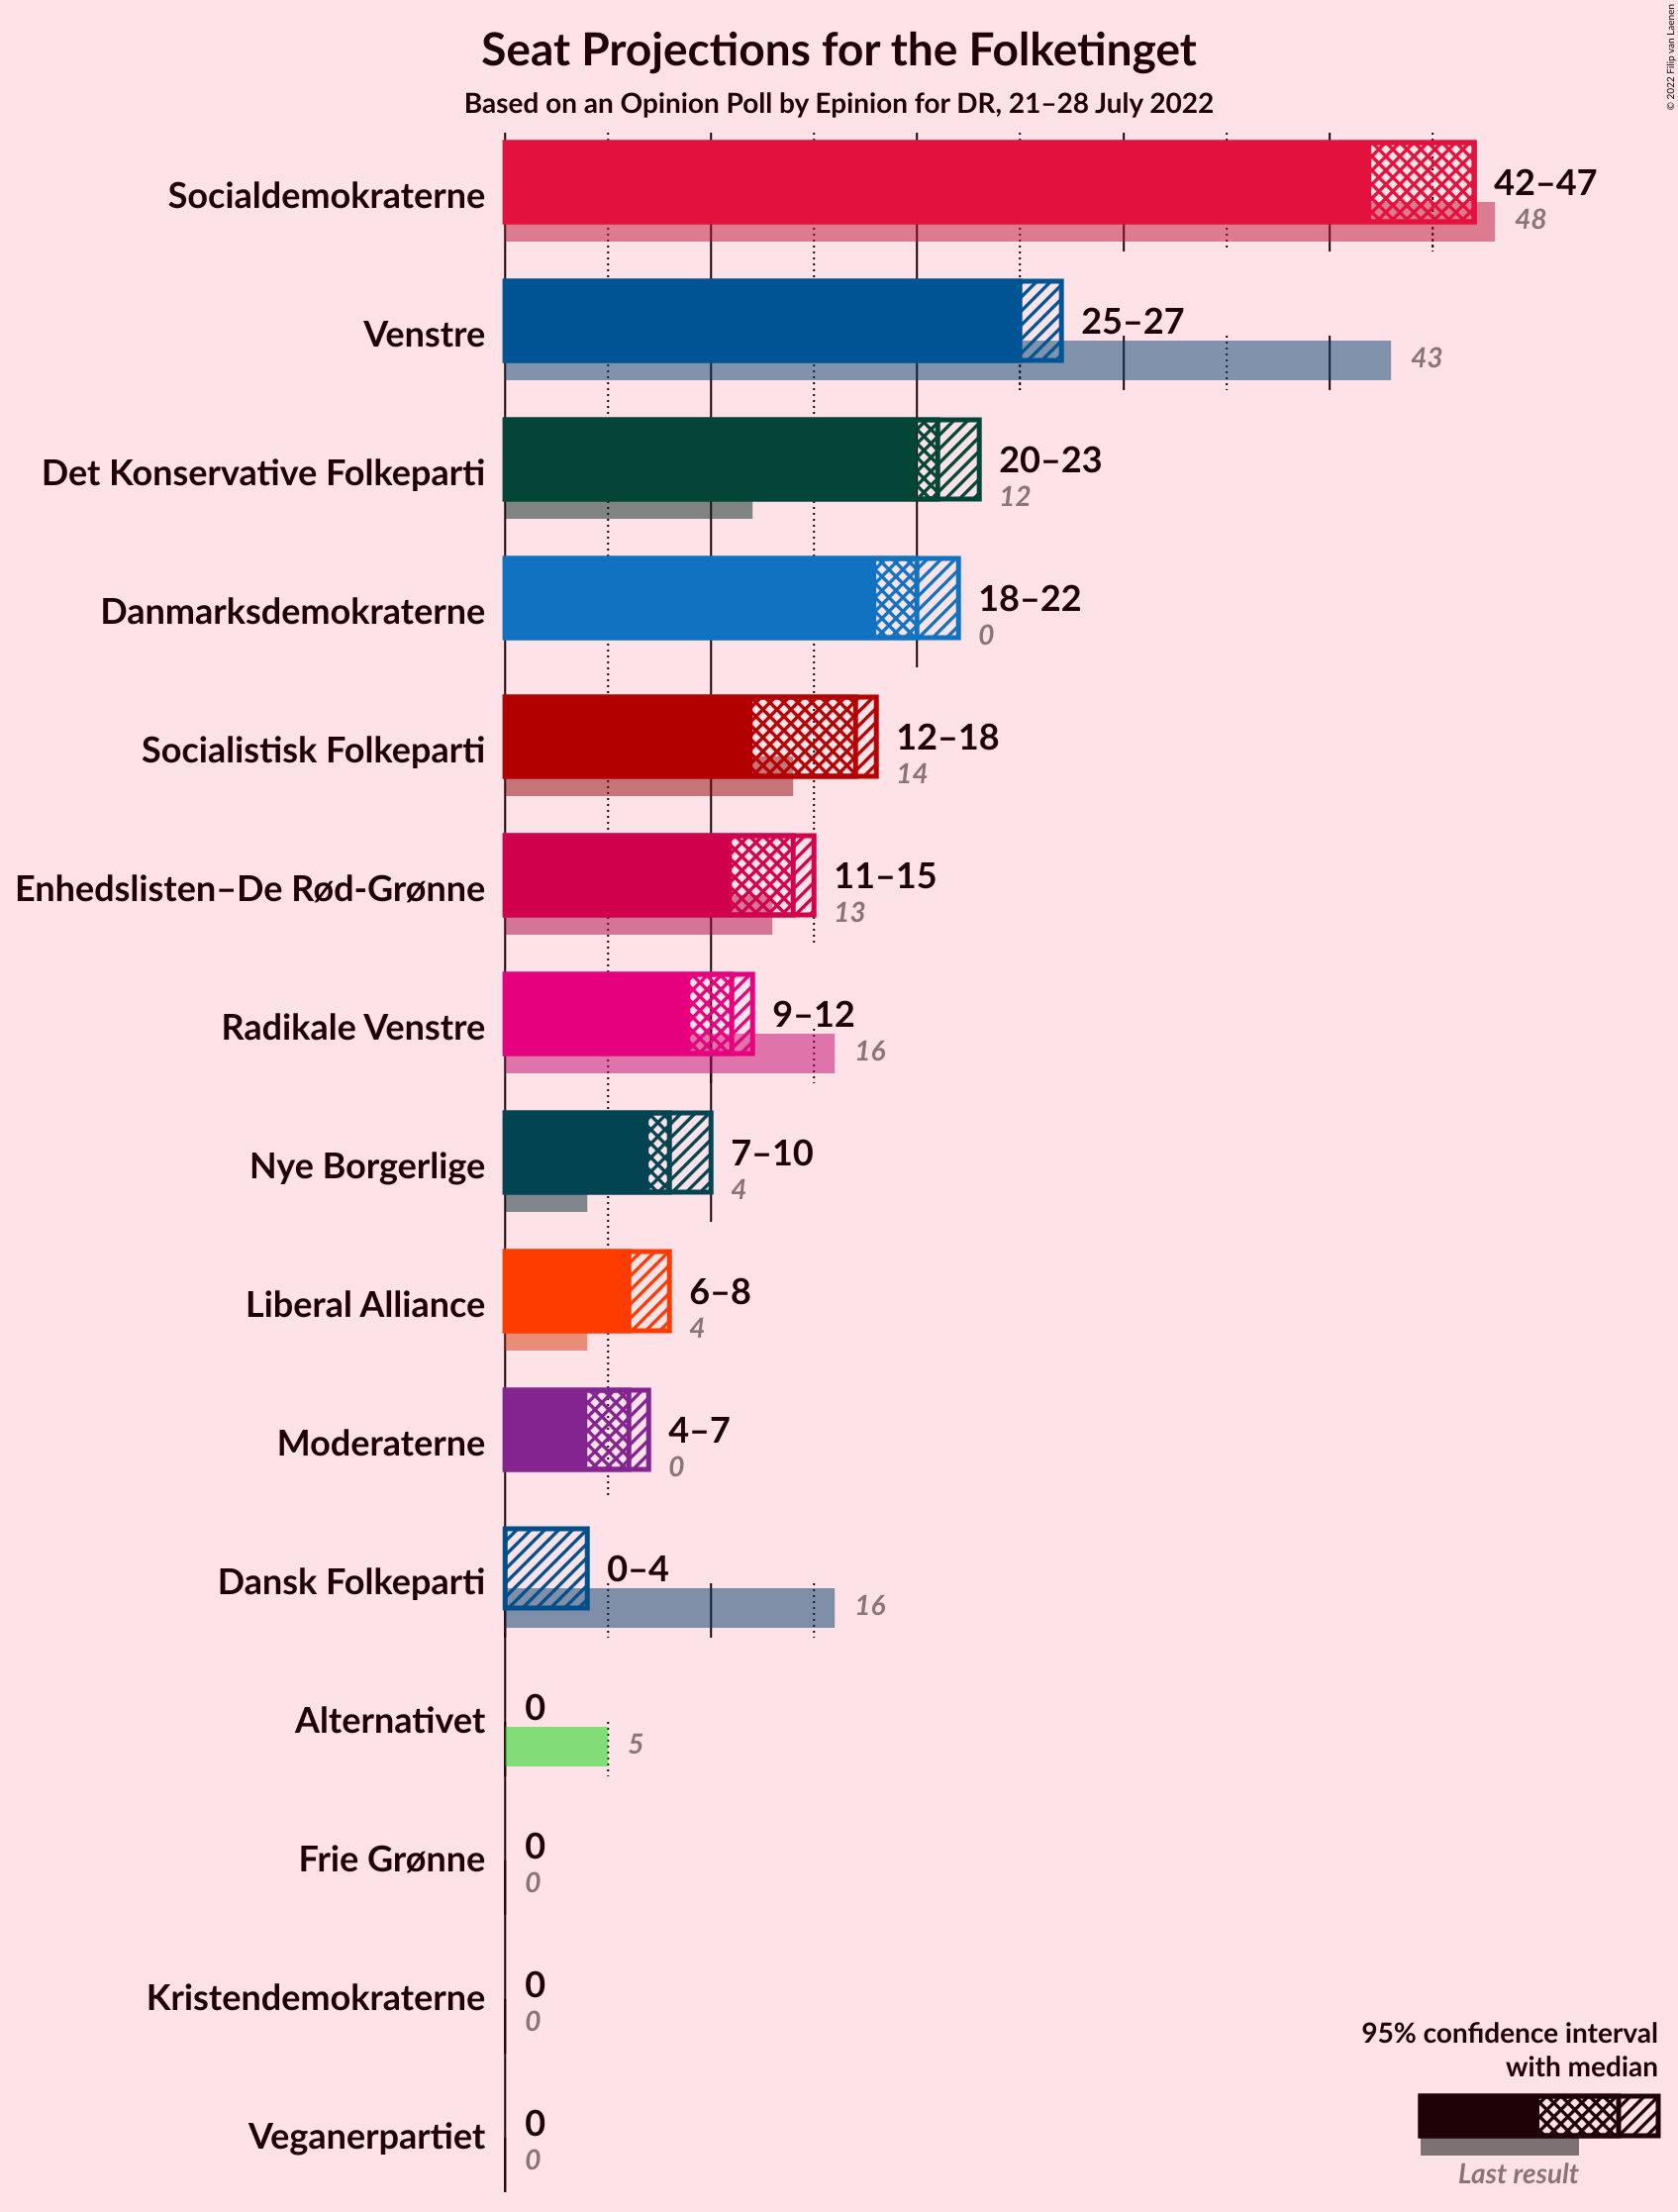 Seat Projections for the Folketinget
Based on an Opinion Poll by Epinion for DR, 21–28 July 2022
© 2022 Filip van Laenen
Socialdemokraterne
42–47
48
Venstre
25–27
43
Det Konservative Folkeparti
20–23
12
Danmarksdemokraterne
18–22
0
Socialistisk Folkeparti
12–18
14
Enhedslisten–De Rød-Grønne
11–15
13
Radikale Venstre
9–12
16
Nye Borgerlige
7–10
4
Liberal Alliance
6–8
4
Moderaterne
4–7
0
Dansk Folkeparti
0–4
16
Alternativet
0
5
Frie Grønne
0
0
Kristendemokraterne
0
0
Veganerpartiet
0
0
95% confidence interval
with median
Last result